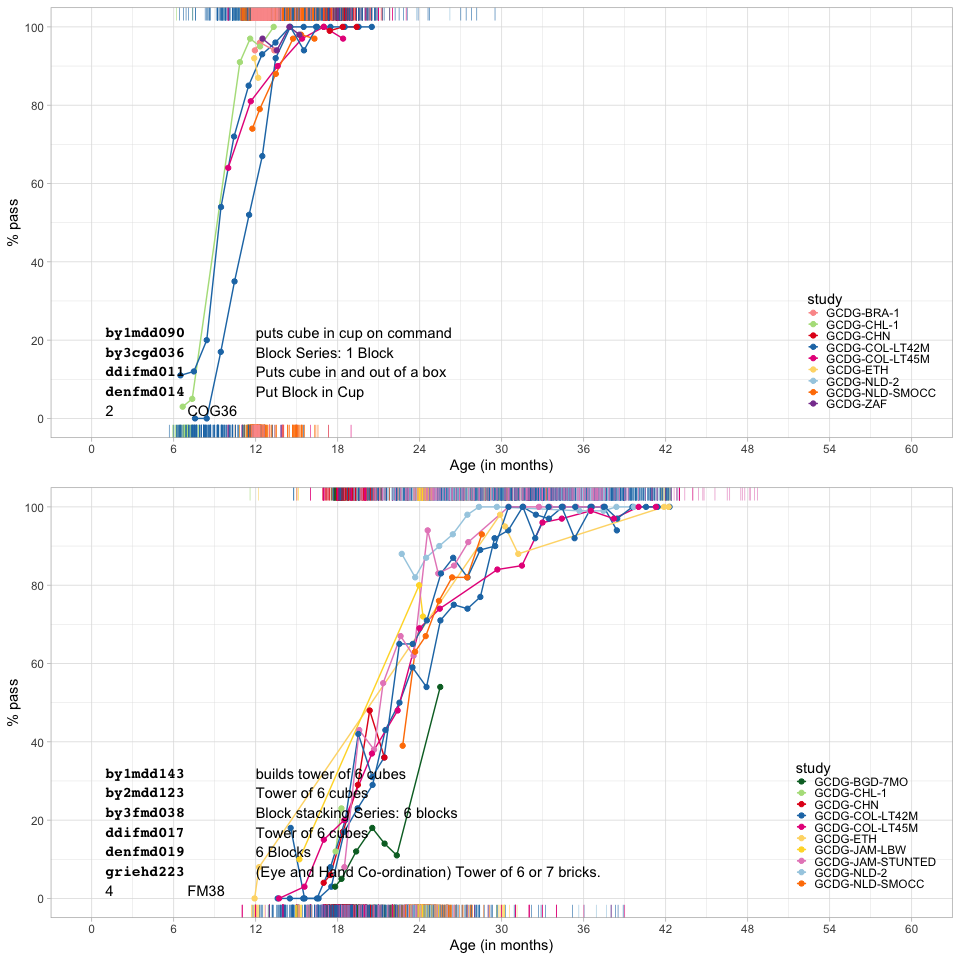 100
80
60
40
20
0
% pass
by1mdd090 puts cube in cup on command
by3cgd036 Block Series: 1 Block
ddifmd011 Puts cube in and out of a box
denfmd014 Put Block in Cup
2 COG36
study
GCDG-BRA-1
GCDG-CHL-1
GCDG-CHN
GCDG-COL-LT42M
GCDG-COL-LT45M
GCDG-ETH
GCDG-NLD-2
GCDG-NLD-SMOCC
GCDG-ZAF
0 6 12 18 24 30 36 42 48 54 60
Age (in months)
100
80
60
40
20
0
% pass
by1mdd143 builds tower of 6 cubes
by2mdd123 Tower of 6 cubes
by3fmd038 Block stacking Series: 6 blocks
ddifmd017 Tower of 6 cubes
denfmd019 6 Blocks
griehd223 (Eye and Hand Co-ordination) Tower of 6 or 7 bricks.
4 FM38
study
GCDG-BGD-7MO
GCDG-CHL-1
GCDG-CHN
GCDG-COL-LT42M
GCDG-COL-LT45M
GCDG-ETH
GCDG-JAM-LBW
GCDG-JAM-STUNTED
GCDG-NLD-2
GCDG-NLD-SMOCC
0 6 12 18 24 30 36 42 48 54 60
Age (in months)